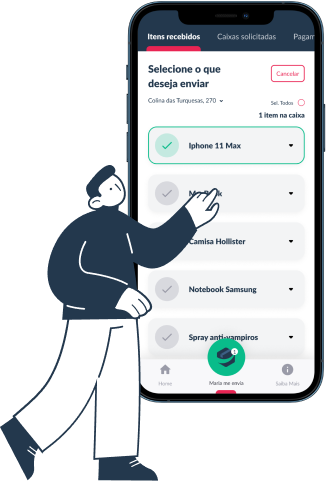 Itens recebidos
Caixas solicitadas
Pagam
Selecione o que
deseja enviar
Cancelar
Colina das Turquesas, 270
Sel. Todos
1 item na caixa
Iphone 11 Max
Camisa Hollister
Notebook Samsung
Spray anti-vampiros
1
Home
Maria me envia
Saiba Mais